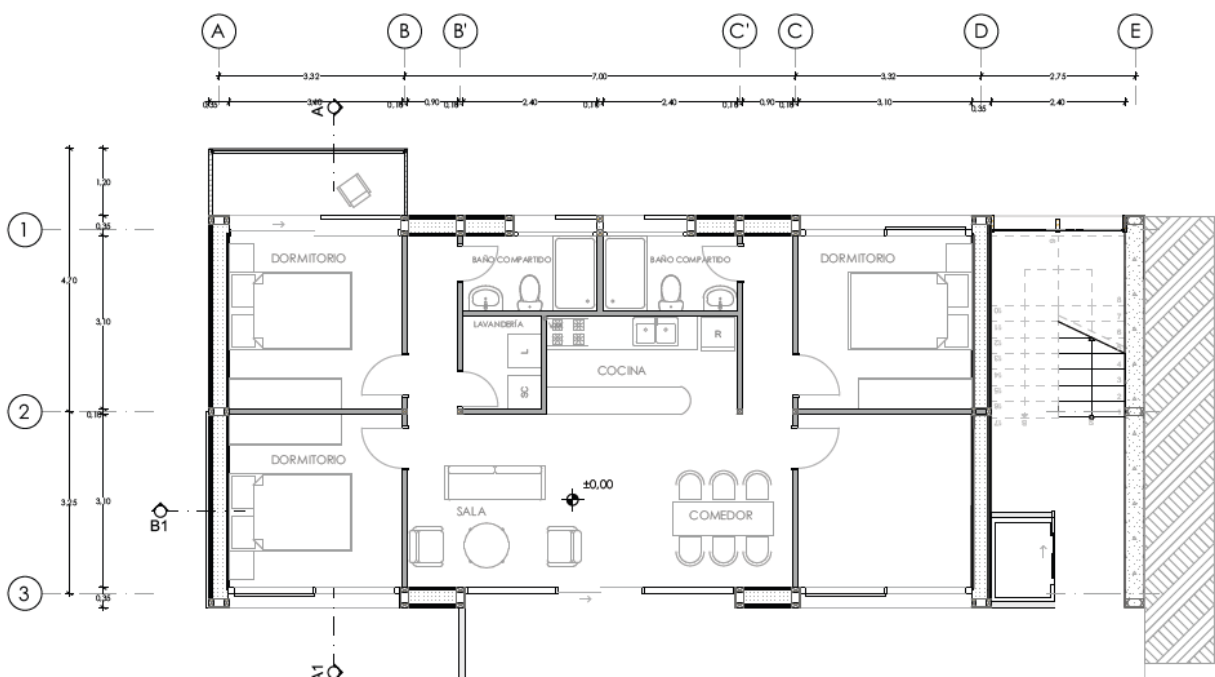 A B B' C' C D E
3,32 7,00 3,32 2,75
0,35 0,18 0,90 0,18 2,40 0,18 2,40 0,18 0,90 0,18 3,10 0,35 2,40
A
1,20
1 0,35
DORMITORIO BAÑO COMPARTIDO BAÑO COMPARTIDO DORMITORIO
4,70
3,10
LAVANDERÍA R
L
COCINA
SC
2 0,18
DORMITORIO
±0,00
3,25 3,10
SALA COMEDOR
B1
3 0,35
A1